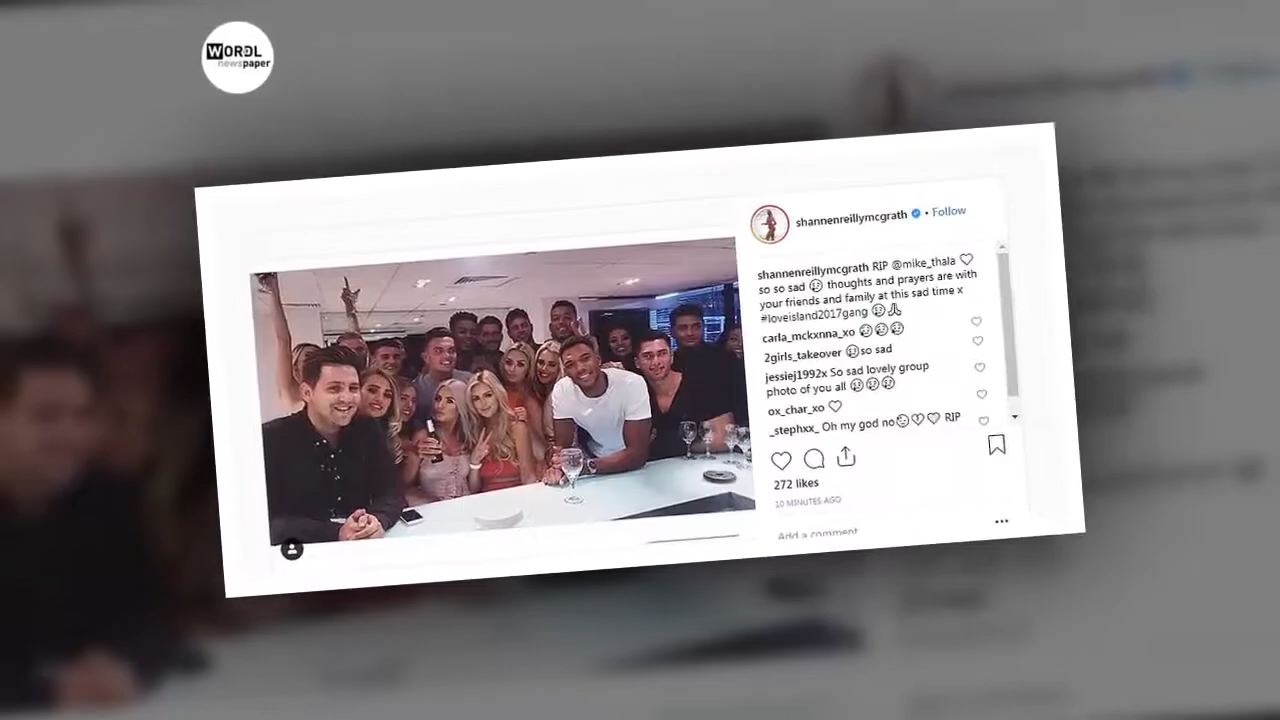 WORDL
newspaper
shannenreillymcgrath • Follow
shannenreillymcgrath RIP @mike_thala
so so sad thoughts and prayers are with
your friends and family at this sad time x
#loveisland2017gang
carla_mckxnna_xo
2girls_takeover so sad
jessiej1992x So sad lovely group
photo of you all
ox_char_xo
_stephxx_ Oh my god no RIP
272 likes
10 MINUTES AGO
Add a comment